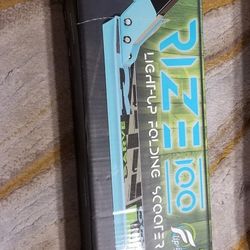 RIZE 100
LIGHT-UP FOLDING SCOOTER